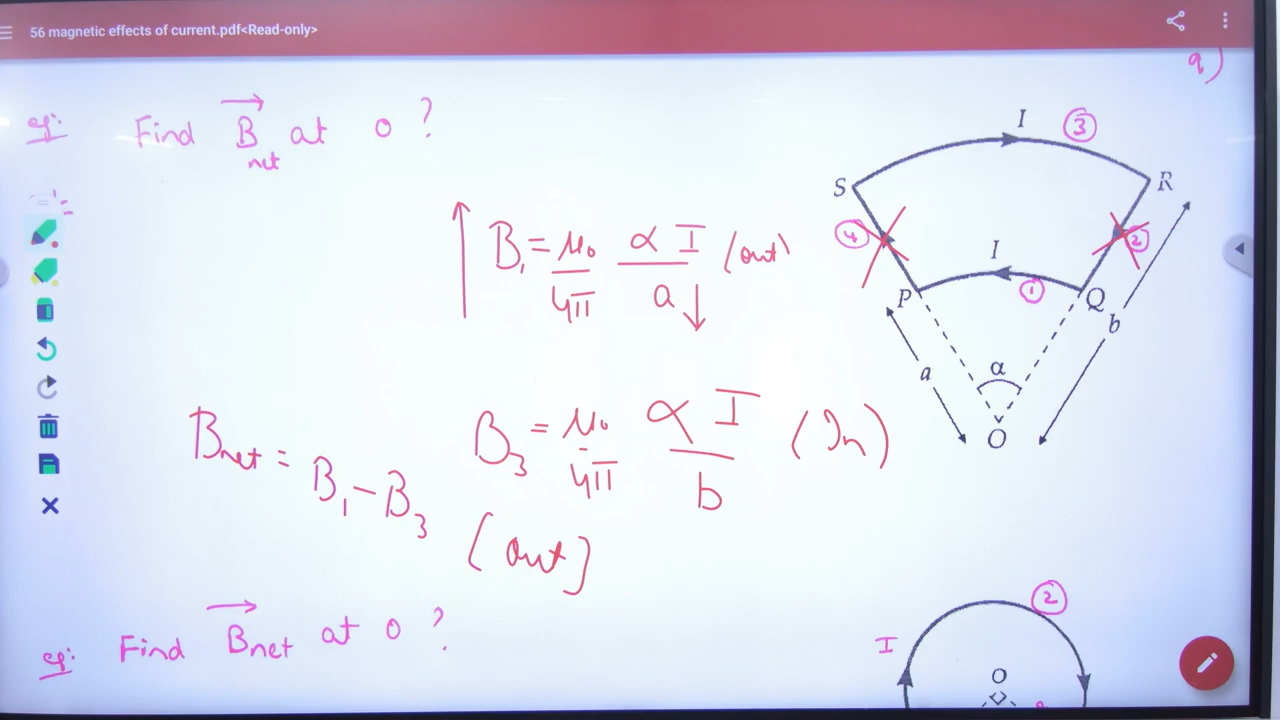 56 magnetic effects of current.pdf<Read-only>
9)
eg: Find B⃗net at O ?
B₁ = μ₀/4π αI/a (out)
B₃ = μ₀/4π αI/b (In)
Bnet = B₁ – B₃
(out)
I
③
S
R
④
②
I
P
①
Q
a
α
b
O
eg: Find B⃗net at O ?
②
I
O